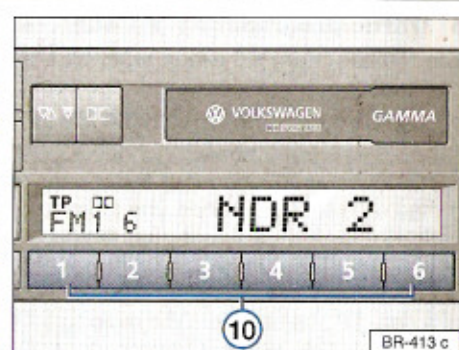 VOLKSWAGEN GAMMA
TP
FM1 6 NDR 2
1 2 3 4 5 6
10
BR-413 c